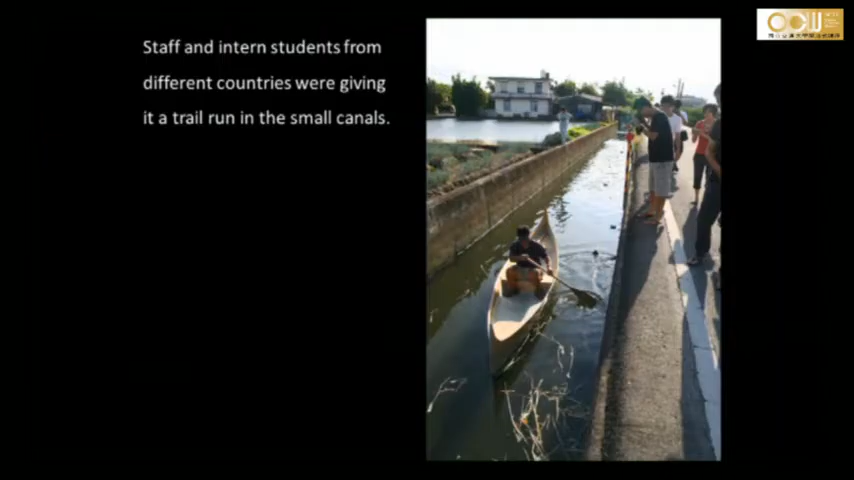 Staff and intern students from
different countries were giving
it a trail run in the small canals.
OCW